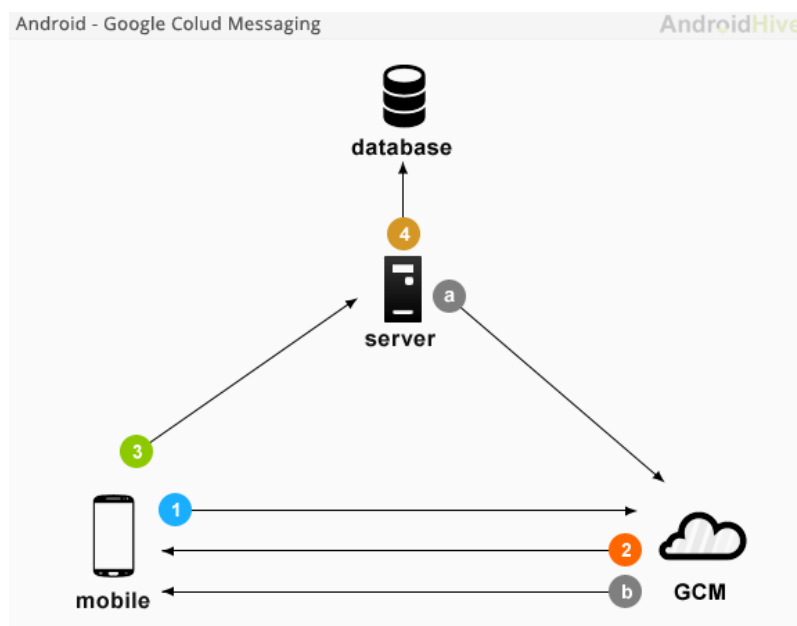 Android - Google Colud Messaging
AndroidHive
database
4
a
server
3
1
2
b
mobile
GCM